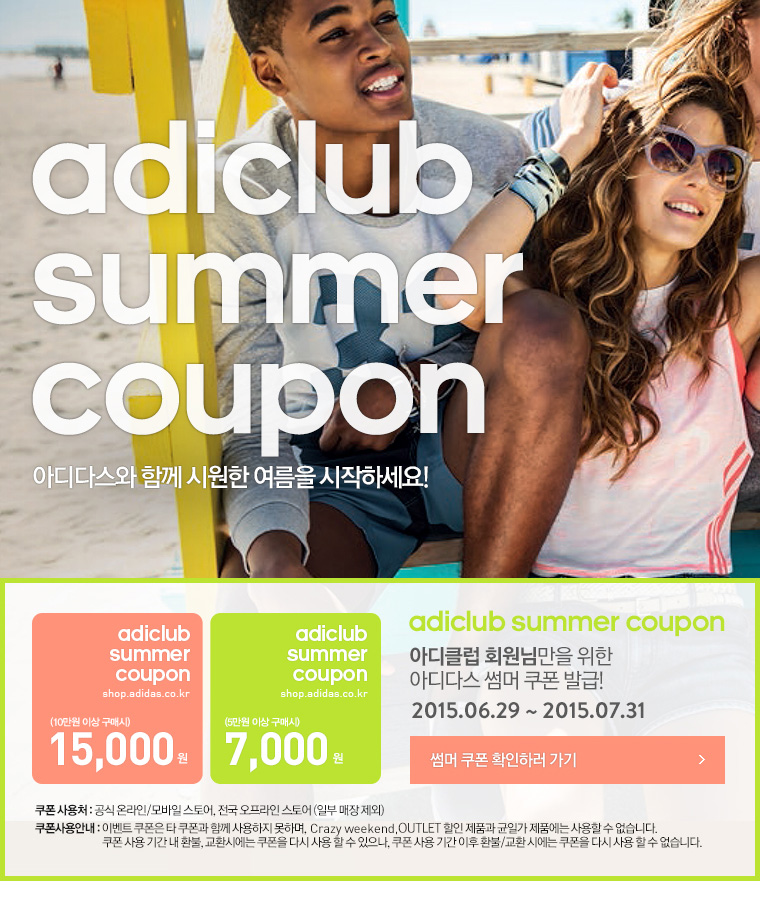 adiclub
summer
coupon
아디다스와 함께 시원한 여름을 시작하세요!
adiclub
summer
coupon
shop.adidas.co.kr
(10만원 이상 구매시)
15,000 원
adiclub
summer
coupon
shop.adidas.co.kr
(5만원 이상 구매시)
7,000 원
adiclub summer coupon
아디클럽 회원님만을 위한
아디다스 썸머 쿠폰 발급!
2015.06.29 ~ 2015.07.31
썸머 쿠폰 확인하러 가기 >
쿠폰 사용처 : 공식 온라인/모바일 스토어, 전국 오프라인 스토어 (일부 매장 제외)
쿠폰사용안내 : 이벤트 쿠폰은 타 쿠폰과 함께 사용하지 못하며, Crazy weekend,OUTLET 할인 제품과 균일가 제품에는 사용할 수 없습니다.
쿠폰 사용 기간 내 환불, 교환시에는 쿠폰을 다시 사용 할 수 있으나, 쿠폰 사용 기간 이후 환불/교환 시에는 쿠폰을 다시 사용 할 수 없습니다.